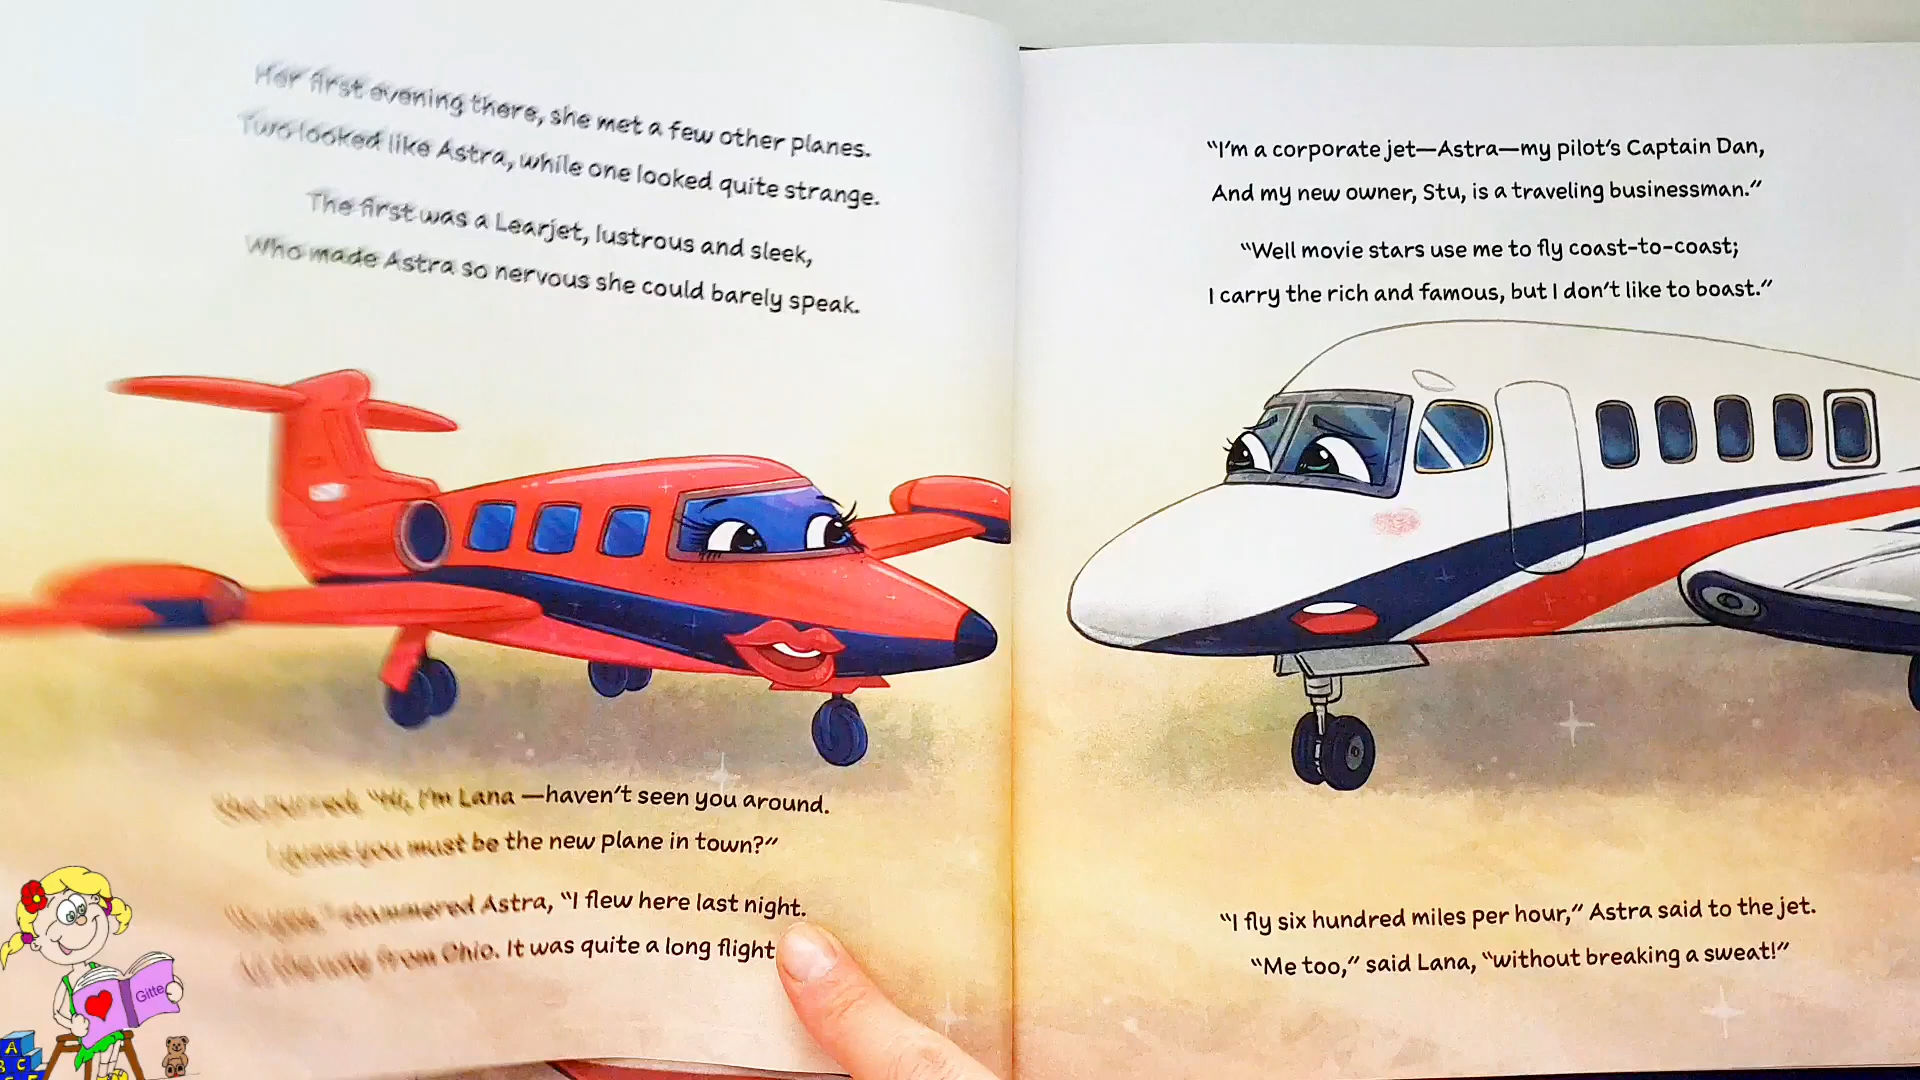 Her first evening there, she met a few other planes.
Two looked like Astra, while one looked quite strange.
The first was a Learjet, lustrous and sleek,
Who made Astra so nervous she could barely speak.
"Hi, I'm Lana —haven't seen you around.
you must be the new plane in town?"
Astra, "I flew here last night.
from Ohio. It was quite a long flight
"I'm a corporate jet—Astra—my pilot's Captain Dan,
And my new owner, Stu, is a traveling businessman."
"Well movie stars use me to fly coast-to-coast;
I carry the rich and famous, but I don't like to boast."
"I fly six hundred miles per hour," Astra said to the jet.
"Me too," said Lana, "without breaking a sweat!"
Gitte
A
B C